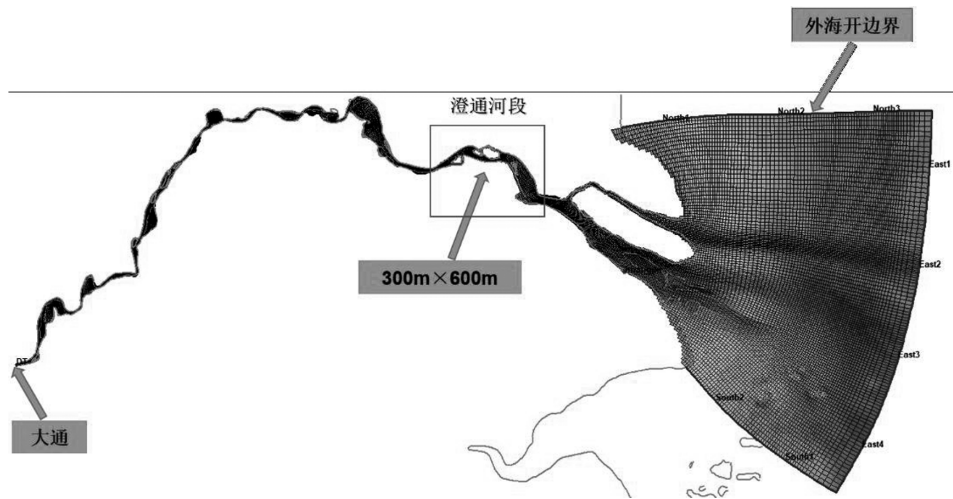 外海开边界
澄通河段
North1
North2
North3
East1
East2
300m×600m
East3
DT
South2
大通
East4
South1